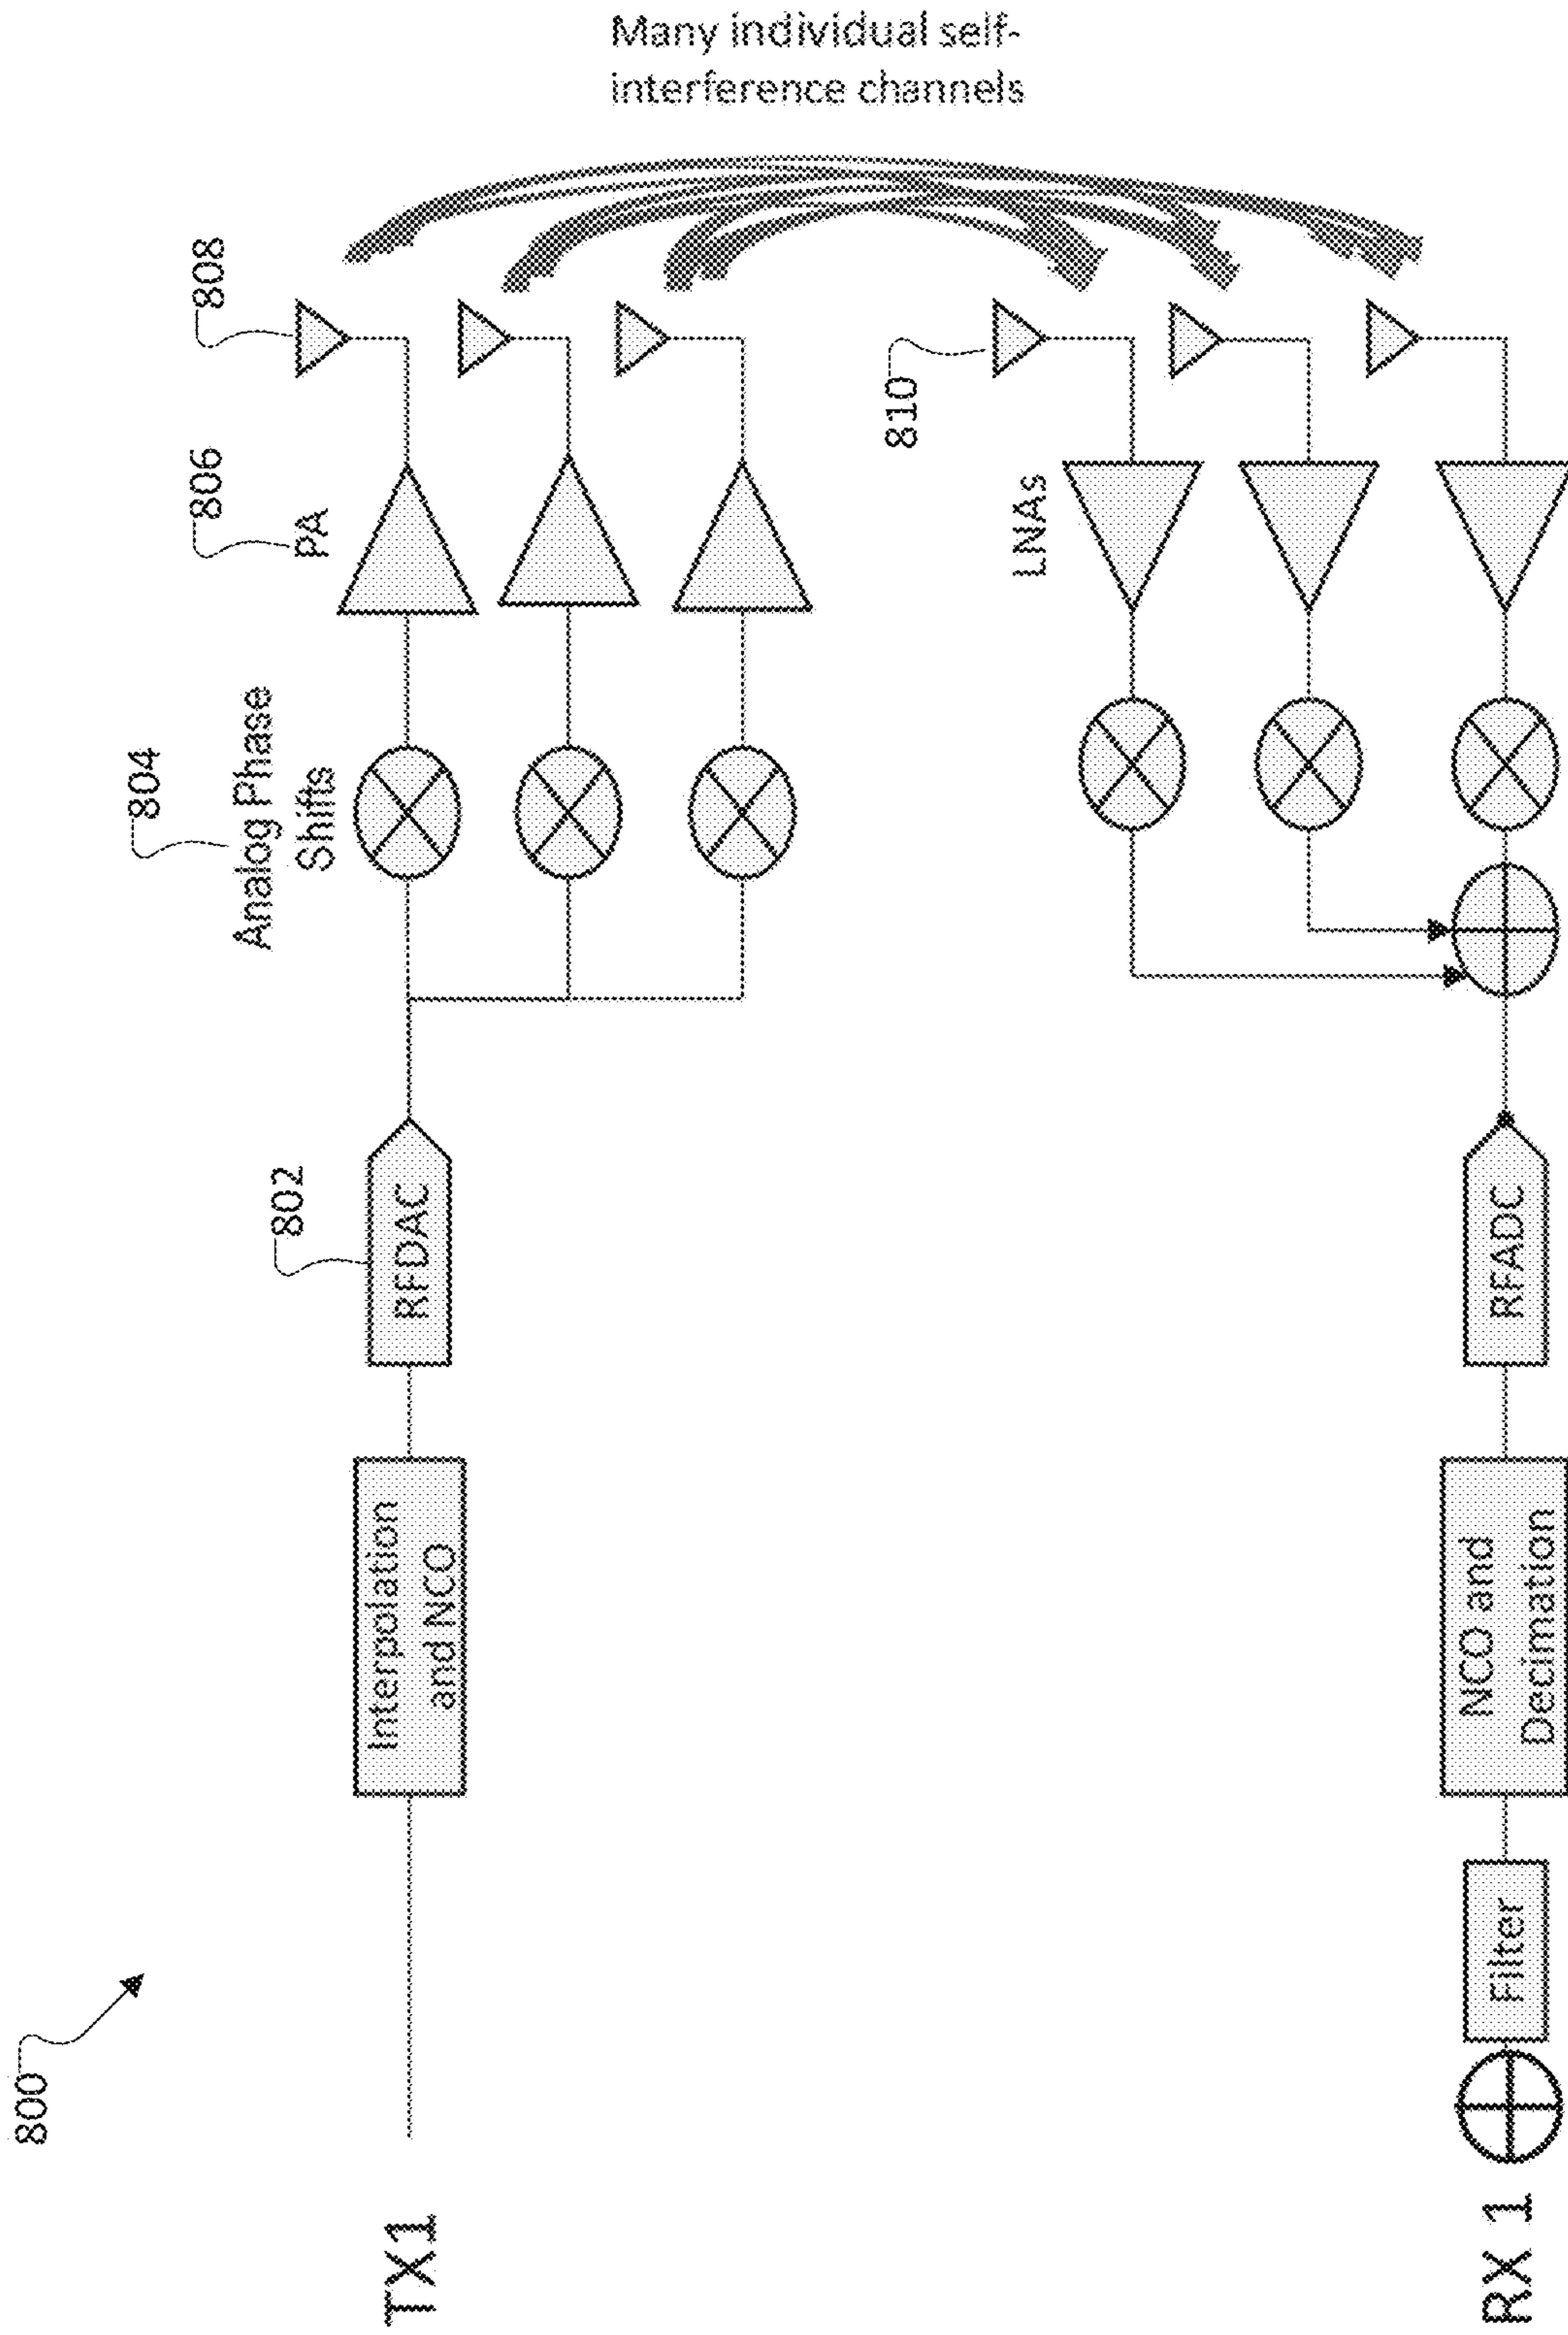 Many individual self-
interference channels
800
TX1
Interpolation
and NCO
802
RFDAC
804
Analog Phase
Shifts
806
PA
808
810
LNAs
RX 1
Filter
NCO and
Decimation
RFADC